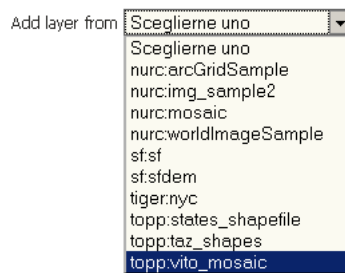 Add layer from Sceglierne uno
Sceglierne uno
nurc:arcGridSample
nurc:img_sample2
nurc:mosaic
nurc:worldImageSample
sf:sf
sf:sfdem
tiger:nyc
topp:states_shapefile
topp:taz_shapes
topp:vito_mosaic